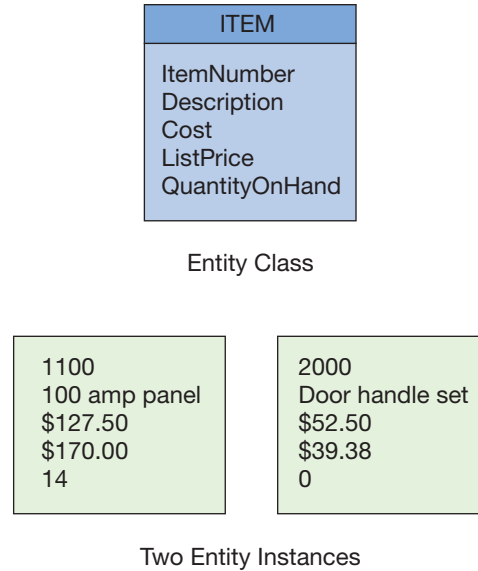 ITEM
ItemNumber
Description
Cost
ListPrice
QuantityOnHand
Entity Class
1100
100 amp panel
$127.50
$170.00
14
2000
Door handle set
$52.50
$39.38
0
Two Entity Instances